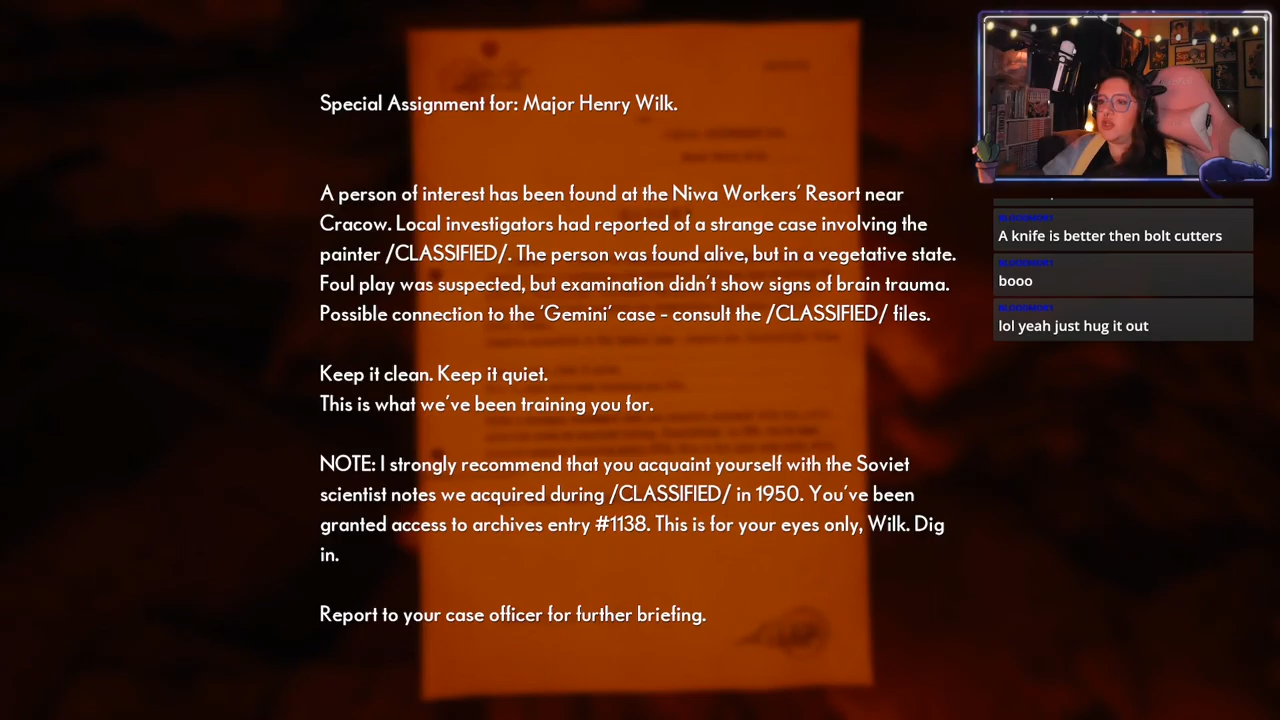 Special Assignment for: Major Henry Wilk.
A person of interest has been found at the Niwa Workers' Resort near
Cracow. Local investigators had reported of a strange case involving the
painter /CLASSIFIED/. The person was found alive, but in a vegetative state.
Foul play was suspected, but examination didn't show signs of brain trauma.
Possible connection to the 'Gemini' case - consult the /CLASSIFIED/ files.
Keep it clean. Keep it quiet.
This is what we've been training you for.
NOTE: I strongly recommend that you acquaint yourself with the Soviet
scientist notes we acquired during /CLASSIFIED/ in 1950. You've been
granted access to archives entry #1138. This is for your eyes only, Wilk. Dig
in.
Report to your case officer for further briefing.
A knife is better then bolt cutters
booo
lol yeah just hug it out